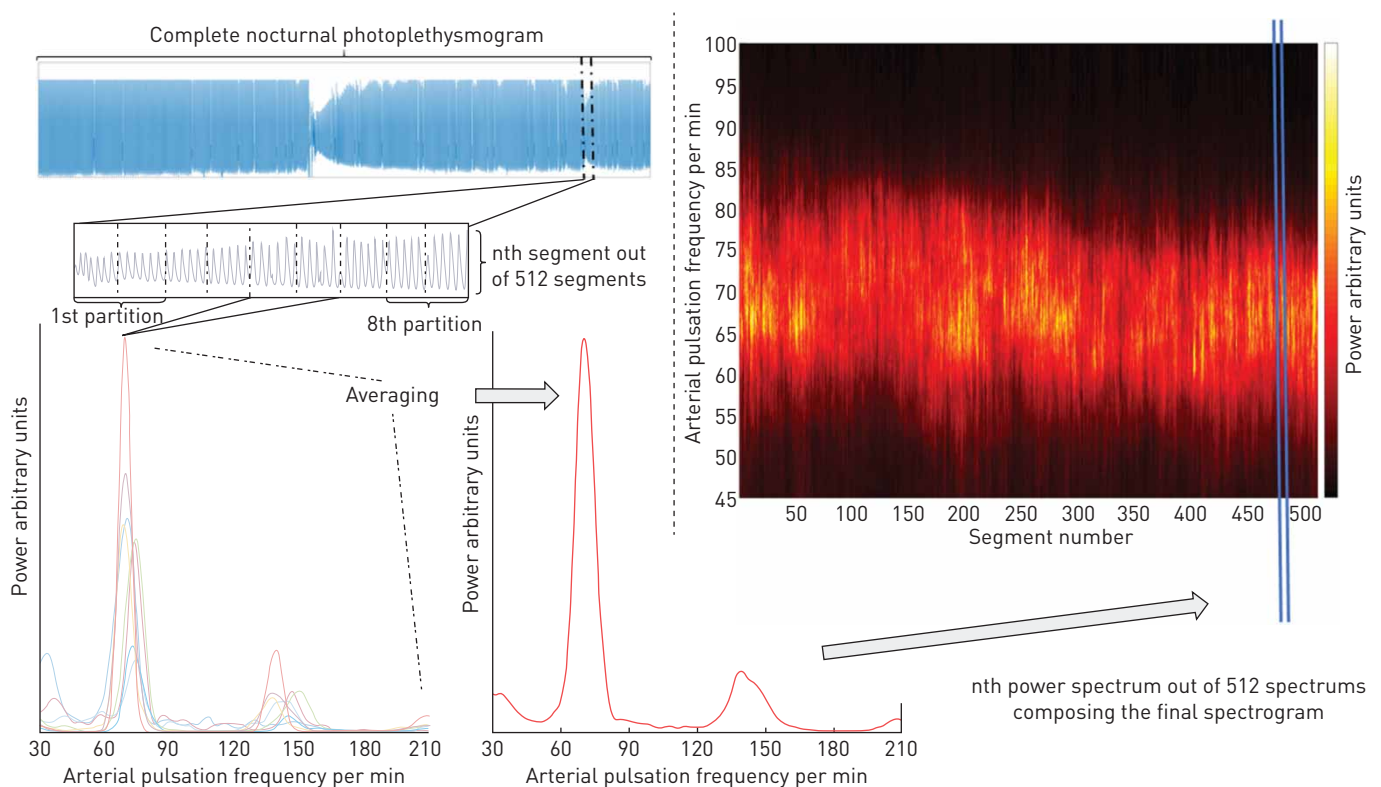 Complete nocturnal photoplethysmogram
nth segment out
of 512 segments
1st partition
8th partition
Averaging
Power arbitrary units
30 60 90 120 150 180 210
Arterial pulsation frequency per min
Power arbitrary units
30 60 90 120 150 180 210
Arterial pulsation frequency per min
100
95
90
85
80
75
70
65
60
55
50
45
Arterial pulsation frequency per min
50 100 150 200 250 300 350 400 450 500
Segment number
Power arbitrary units
nth power spectrum out of 512 spectrums
composing the final spectrogram